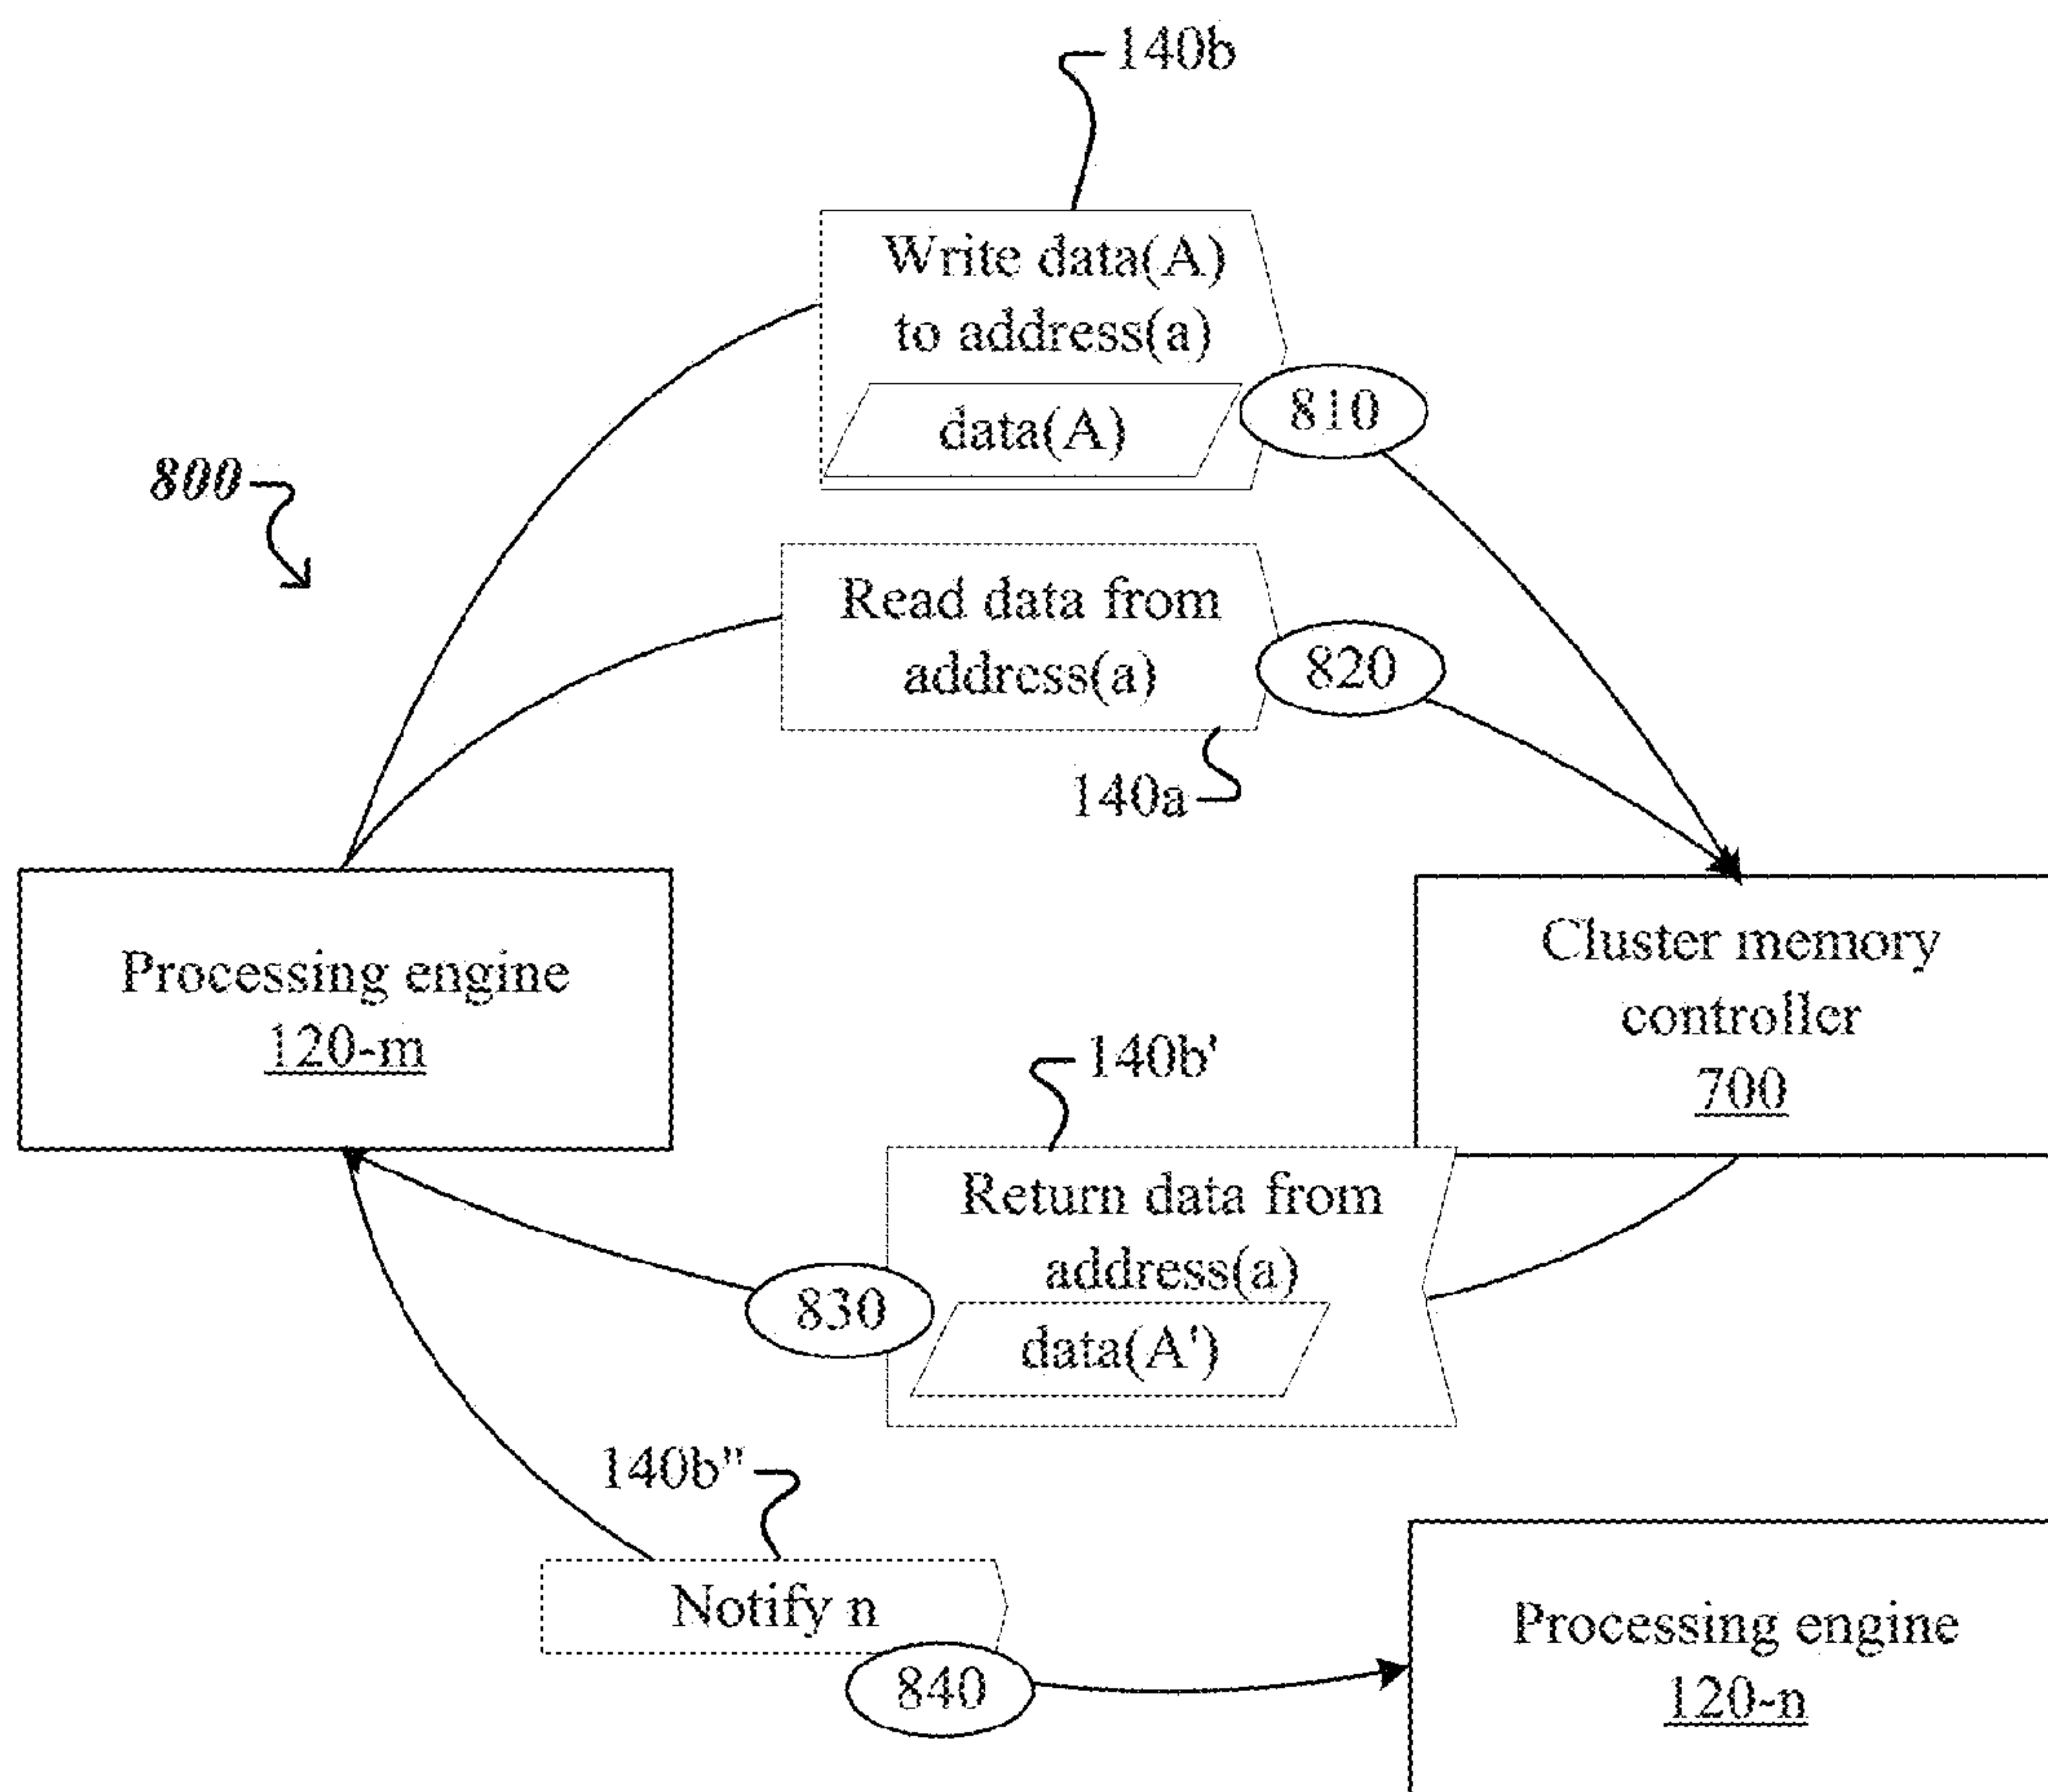 140b
Write data(A)
to address(a)
data(A)
810
800
Read data from
address(a)
820
140a
Processing engine
120-m
Cluster memory
controller
700
140b'
Return data from
address(a)
830
data(A')
140b"
Notify n
840
Processing engine
120-n